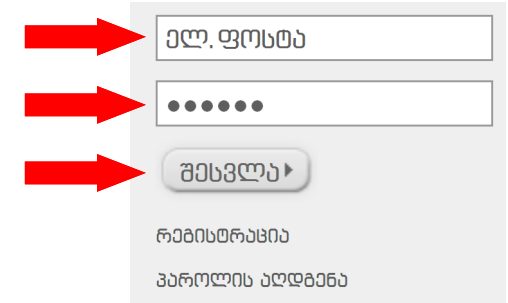 ელ. ფოსტა
●●●●●●
შესვლა
რეგისტრაცია
პაროლის აღდგენა